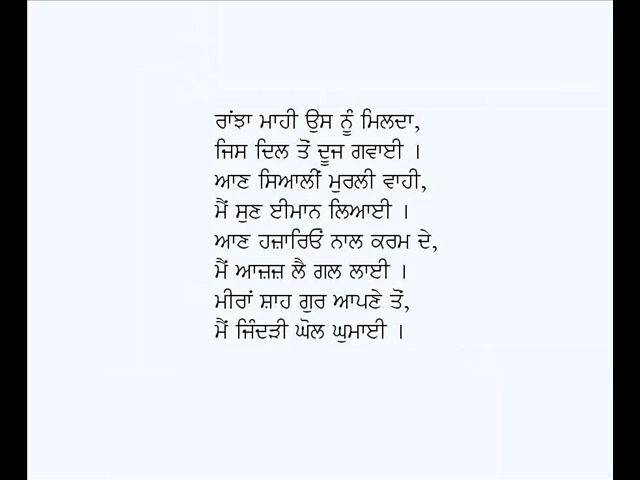 ਰਾਂਝਾ ਮਾਹੀ ਉਸ ਨੂੰ ਮਿਲਦਾ,
ਜਿਸ ਦਿਲ ਤੋਂ ਦੂਜ ਗਵਾਈ ।
ਆਣ ਸਿਆਲੀਂ ਮੁਰਲੀ ਵਾਹੀ,
ਮੈਂ ਸੁਣ ਈਮਾਨ ਲਿਆਈ ।
ਆਣ ਹਜ਼ਾਰਿਓਂ ਨਾਲ ਕਰਮ ਦੇ,
ਮੈਂ ਆਜ਼ਜ਼ ਲੈ ਗਲ ਲਾਈ ।
ਮੀਰਾਂ ਸ਼ਾਹ ਗੁਰ ਆਪਣੇ ਤੋਂ,
ਮੈਂ ਜਿੰਦੜੀ ਘੋਲ ਘੁਮਾਈ ।